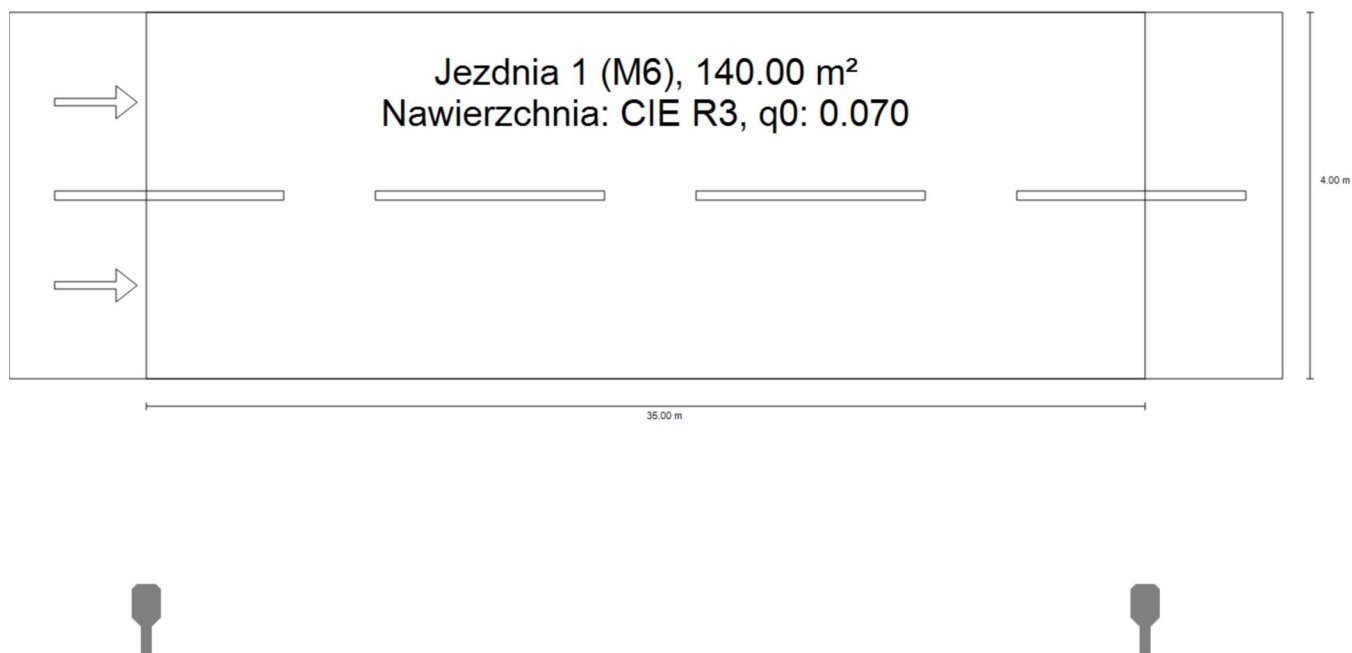 Jezdnia 1 (M6), 140.00 m²
Nawierzchnia: CIE R3, q0: 0.070
4.00 m
35.00 m